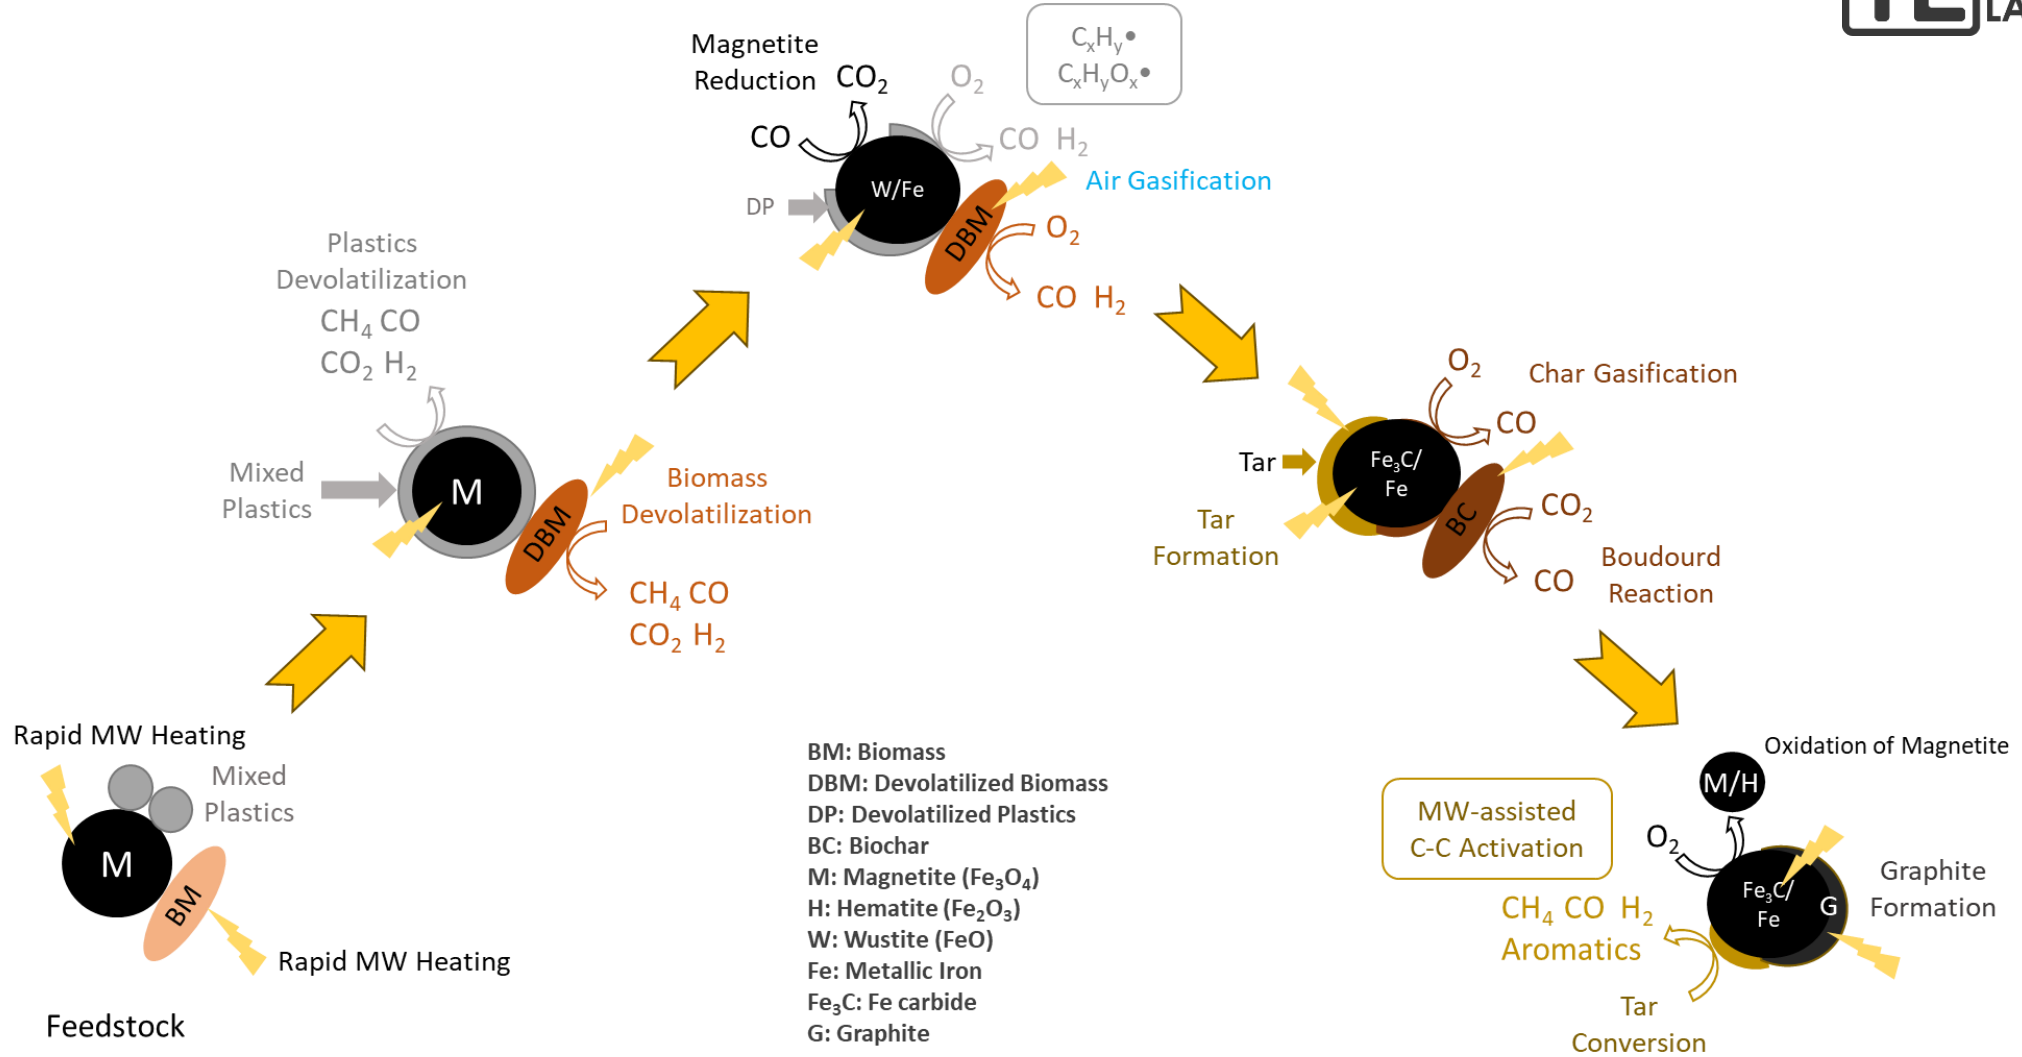 Magnetite
Reduction
CO₂
O₂
CₓHᵧ•
CₓHᵧOₓ•
CO
CO H₂
W/Fe
Air Gasification
DP
DBM
O₂
CO H₂
Plastics
Devolatilization
CH₄ CO
CO₂ H₂
Mixed
Plastics
M
DBM
Biomass
Devolatilization
CH₄ CO
CO₂ H₂
O₂
Char Gasification
CO
Tar
Fe₃C/
Fe
BC
CO₂
Tar
Formation
Boudourd
Reaction
CO
Rapid MW Heating
Mixed
Plastics
M
BM
Rapid MW Heating
Feedstock
BM: Biomass
DBM: Devolatilized Biomass
DP: Devolatilized Plastics
BC: Biochar
M: Magnetite (Fe₃O₄)
H: Hematite (Fe₂O₃)
W: Wustite (FeO)
Fe: Metallic Iron
Fe₃C: Fe carbide
G: Graphite
Oxidation of Magnetite
M/H
MW-assisted
C-C Activation
O₂
Fe₃C/
Fe
G
Graphite
Formation
CH₄ CO H₂
Aromatics
Tar
Conversion